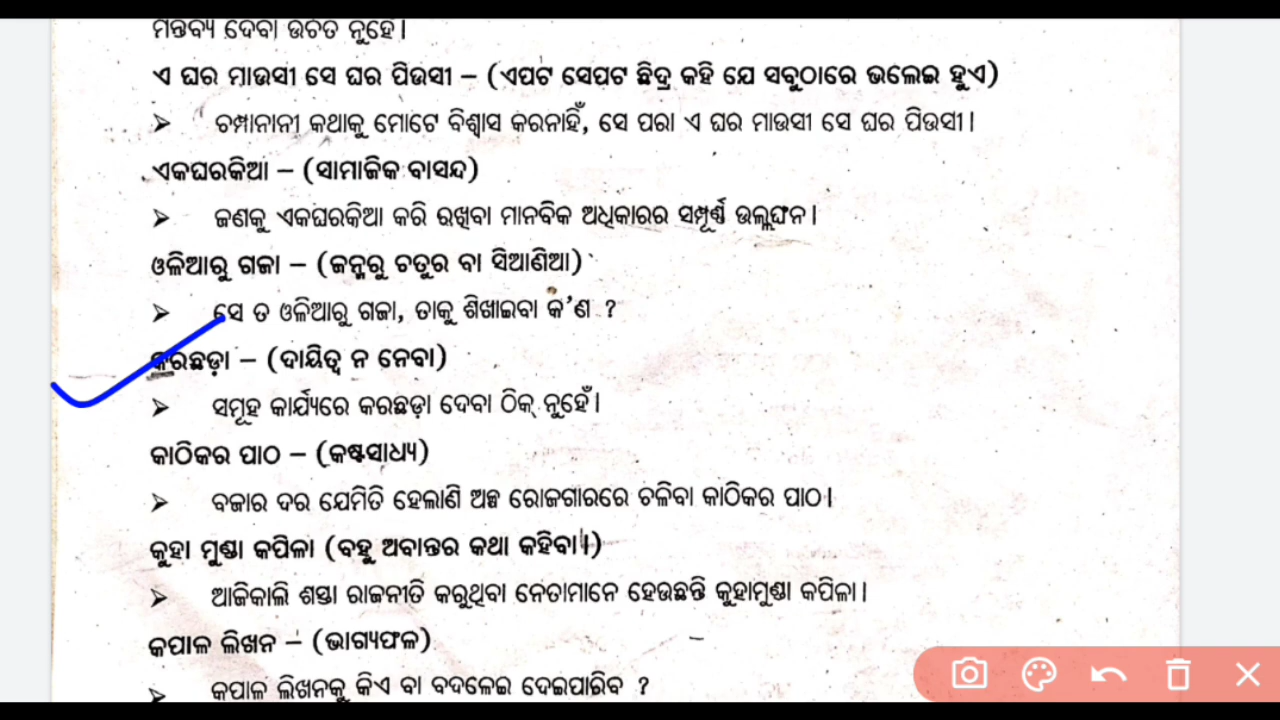 ମନ୍ତବ୍ୟ ଦେବା ଉଚିତ ନୁହେ।
ଏ ଘର ମାଉସୀ ସେ ଘର ପିଉସୀ – (ଏପଟ ସେପଟ ଛିଦ୍ର କହି ଯେ ସବୁଠାରେ ଭଲେଇ ହୁଏ)
➢ ଚମ୍ପାନାନୀ କଥାକୁ ମୋଟେ ବିଶ୍ୱାସ କରନାହିଁ, ସେ ପରା ଏ ଘର ମାଉସୀ ସେ ଘର ପିଉସୀ।
ଏକଘରକିଆ – (ସାମାଜିକ ବାସନ୍ଦ)
➢ ଜଣକୁ ଏକଘରକିଆ କରି ରଖିବା ମାନବିକ ଅଧିକାରର ସମ୍ପୂର୍ଣ୍ଣ ଉଲ୍ଲଙ୍ଘନ।
ଓଳିଆରୁ ଗଜା – (ଜନ୍ମରୁ ଚତୁର ବା ସିଆଣିଆ)
➢ ସେ ତ ଓଳିଆରୁ ଗଜା, ତାକୁ ଶିଖାଇବା କ'ଣ ?
କରଛଡ଼ା – (ଦାୟିତ୍ୱ ନ ନେବା)
➢ ସମୂହ କାର୍ଯ୍ୟରେ କରଛଡ଼ା ଦେବା ଠିକ୍ ନୁହେଁ।
କାଠିକର ପାଠ – (କଷ୍ଟସାଧ୍ୟ)
➢ ବଜାର ଦର ଯେମିତି ହେଲାଣି ଅଳ୍ପ ରୋଜଗାରରେ ଚଳିବା କାଠିକର ପାଠ।
କୁହା ମୁଣ୍ଡା କପିଳା (ବହୁ ଅବାନ୍ତର କଥା କହିବା।)
➢ ଆଜିକାଲି ଶସ୍ତା ରାଜନୀତି କରୁଥିବା ନେତାମାନେ ହେଉଛନ୍ତି କୁହାମୁଣ୍ଡା କପିଳା।
କପାଳ ଲିଖନ – (ଭାଗ୍ୟଫଳ)
➢ କପାଳ ଲିଖନକୁ କିଏ ବା ବଦଳେଇ ଦେଇପାରିବ ?